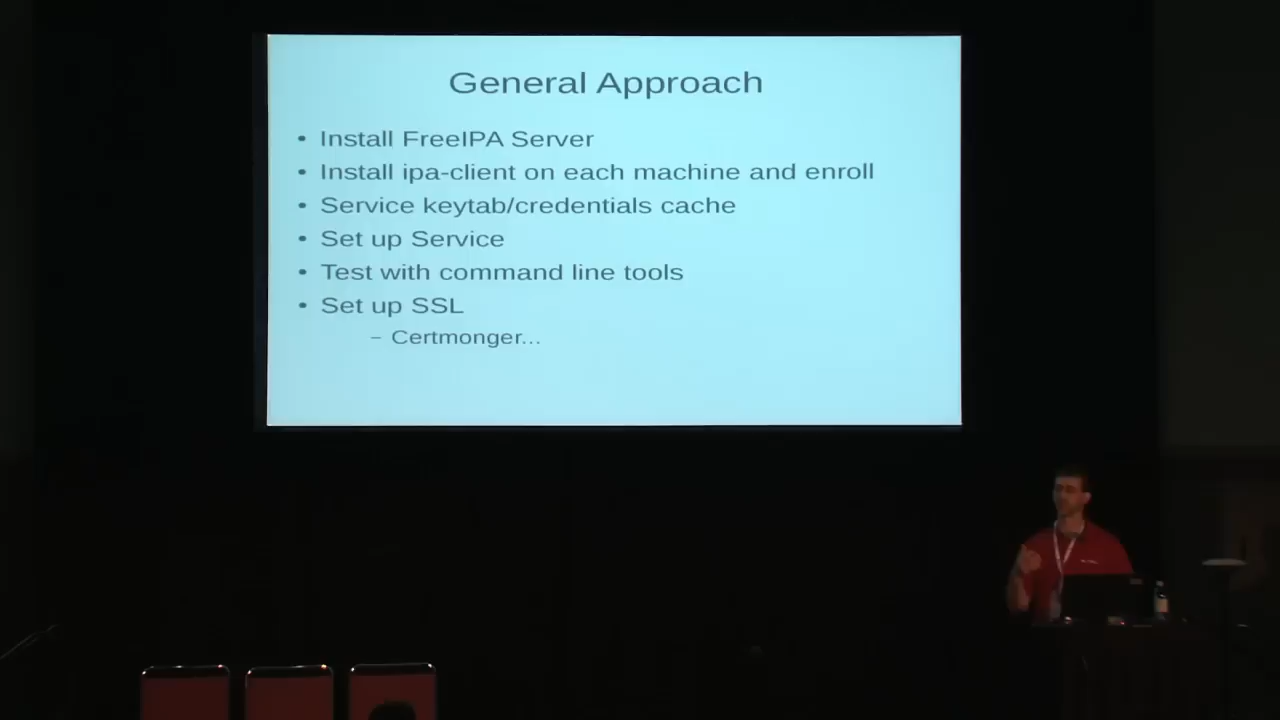 General Approach
• Install FreeIPA Server
• Install ipa-client on each machine and enroll
• Service keytab/credentials cache
• Set up Service
• Test with command line tools
• Set up SSL
– Certmonger...